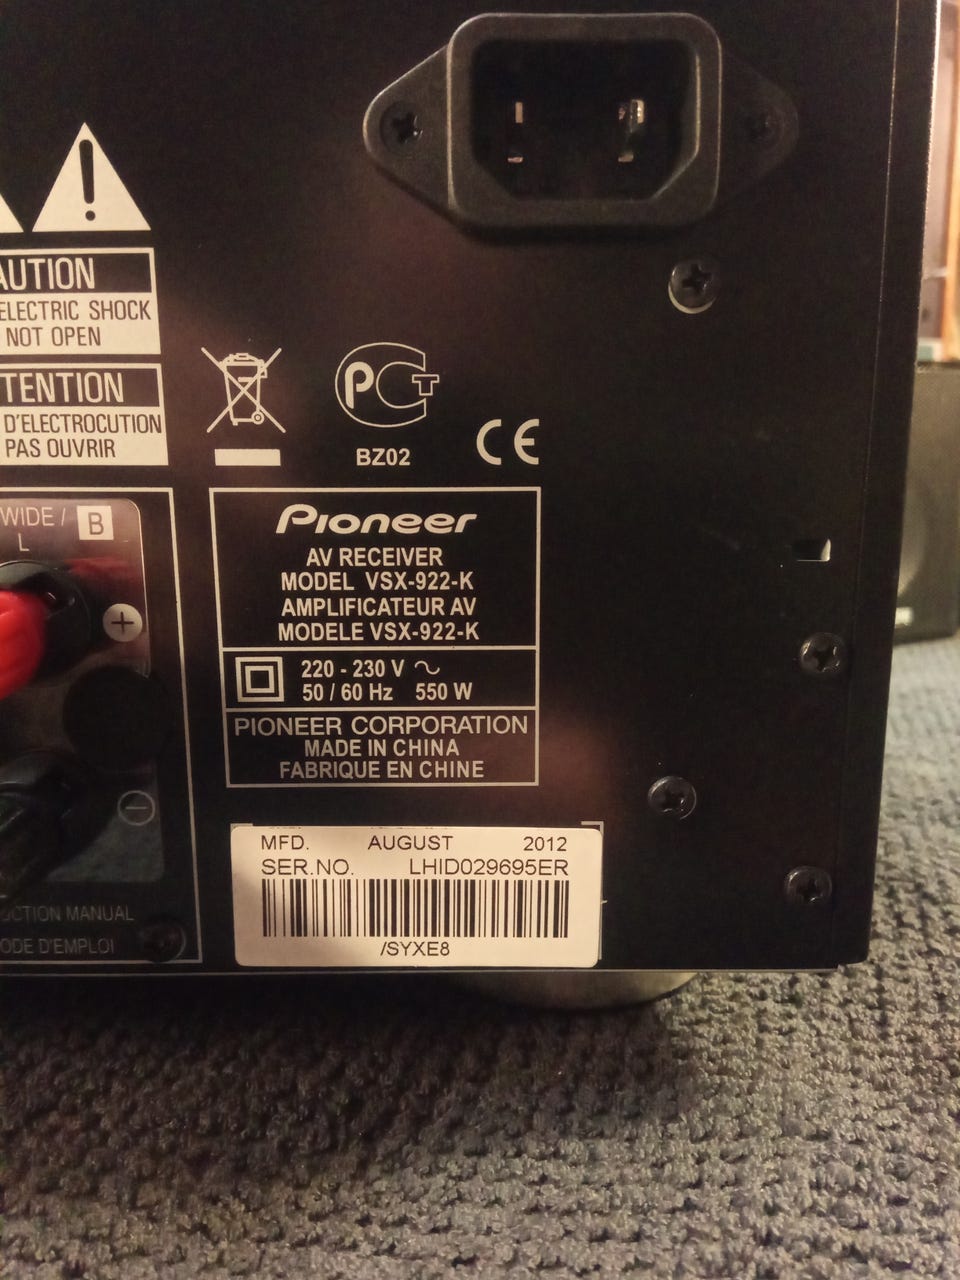 AUTION
ELECTRIC SHOCK
NOT OPEN
TENTION
D'ELECTROCUTION
PAS OUVRIR
BZ02
CE
WIDE / B
L
+
Pioneer
AV RECEIVER
MODEL VSX-922-K
AMPLIFICATEUR AV
MODELE VSX-922-K
220 - 230 V ～
50 / 60 Hz 550 W
PIONEER CORPORATION
MADE IN CHINA
FABRIQUE EN CHINE
MFD. AUGUST 2012
SER.NO. LHID029695ER
/SYXE8
UCTION MANUAL
ODE D'EMPLOI